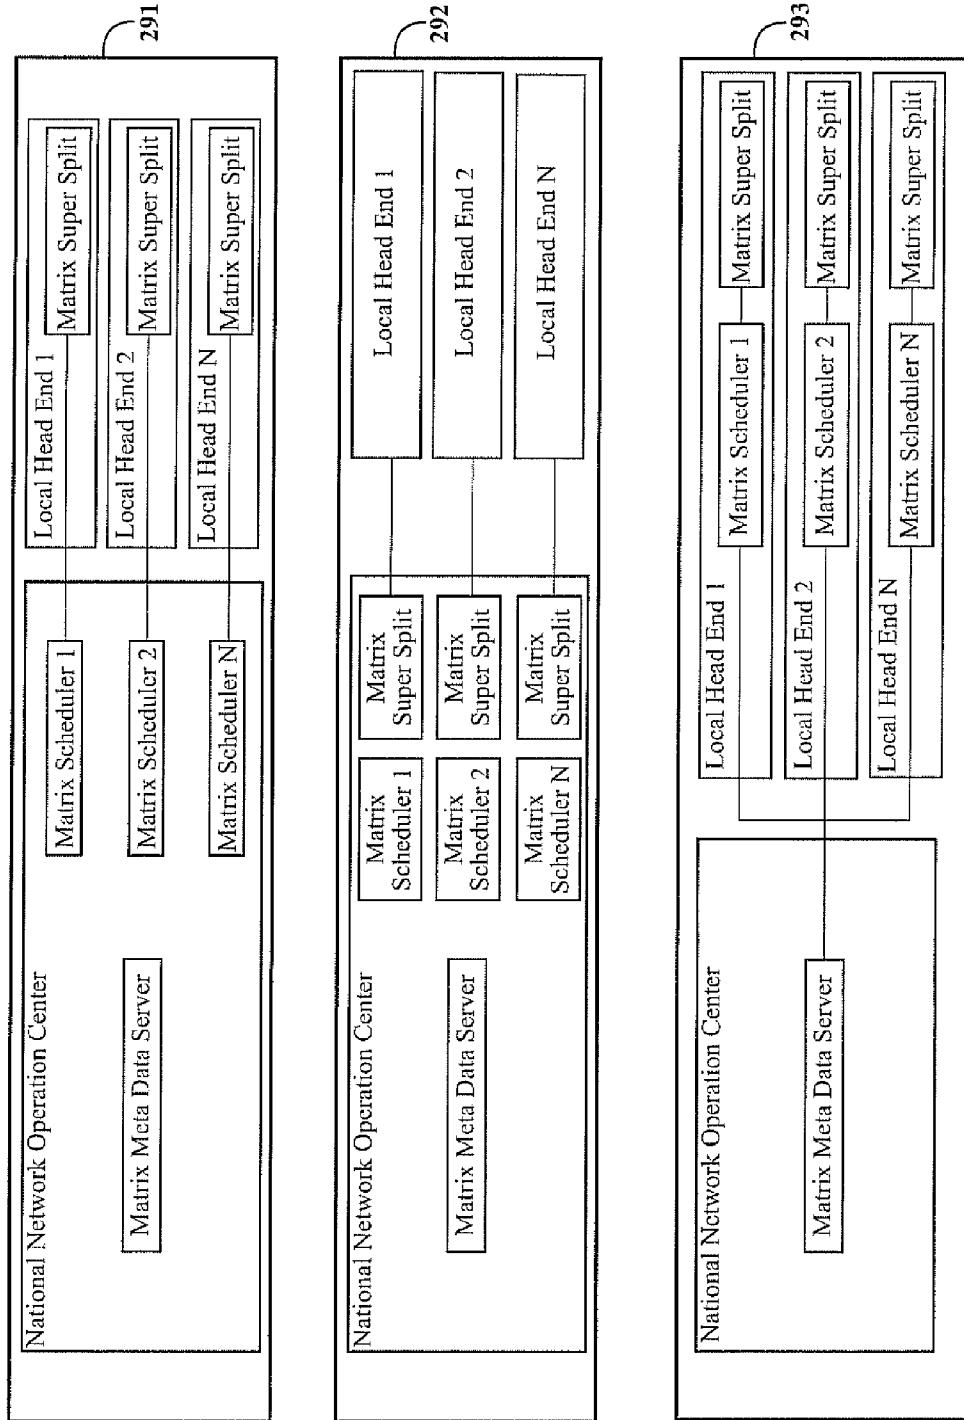 291
National Network Operation Center
Matrix Meta Data Server
Matrix Scheduler 1
Matrix Scheduler 2
Matrix Scheduler N
Local Head End 1
Matrix Super Split
Local Head End 2
Matrix Super Split
Local Head End N
Matrix Super Split
292
National Network Operation Center
Matrix Meta Data Server
Matrix
Scheduler 1
Matrix
Scheduler 2
Matrix
Scheduler N
Matrix
Super Split
Matrix
Super Split
Matrix
Super Split
Local Head End 1
Local Head End 2
Local Head End N
293
National Network Operation Center
Matrix Meta Data Server
Local Head End 1
Matrix Scheduler 1
Matrix Super Split
Local Head End 2
Matrix Scheduler 2
Matrix Super Split
Local Head End N
Matrix Scheduler N
Matrix Super Split